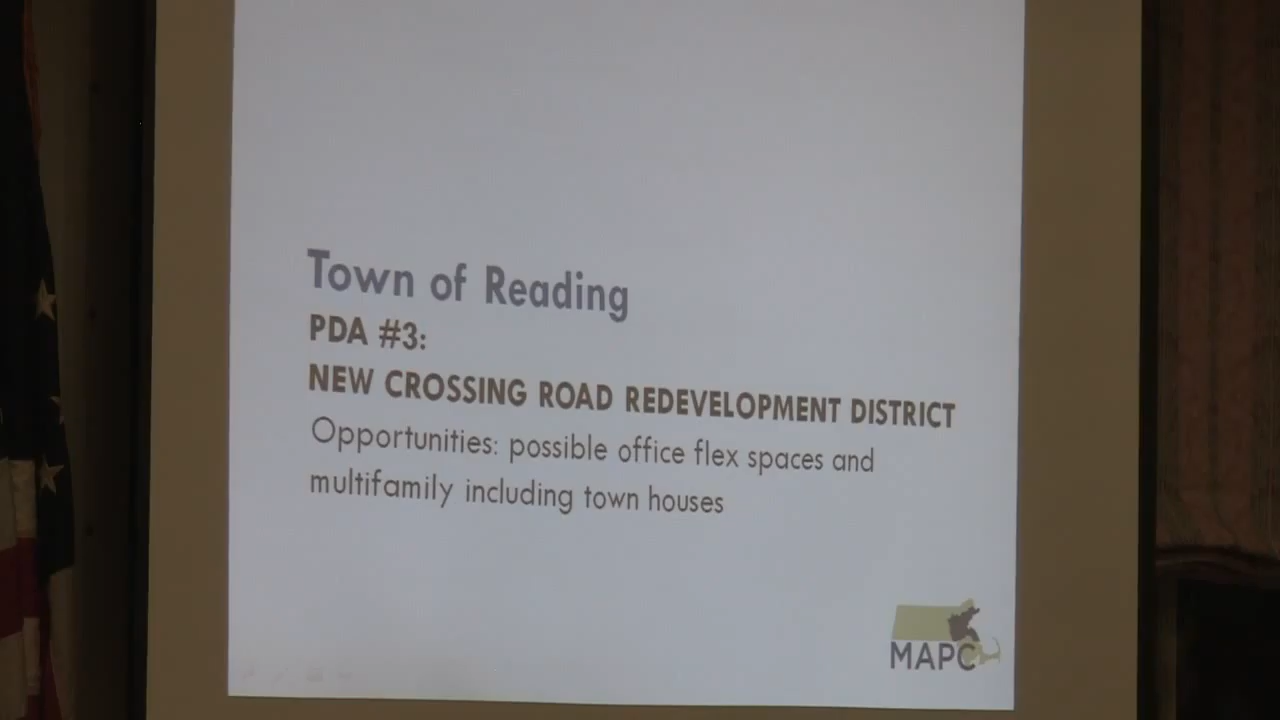 Town of Reading
PDA #3:
NEW CROSSING ROAD REDEVELOPMENT DISTRICT
Opportunities: possible office flex spaces and
multifamily including town houses
MAPC